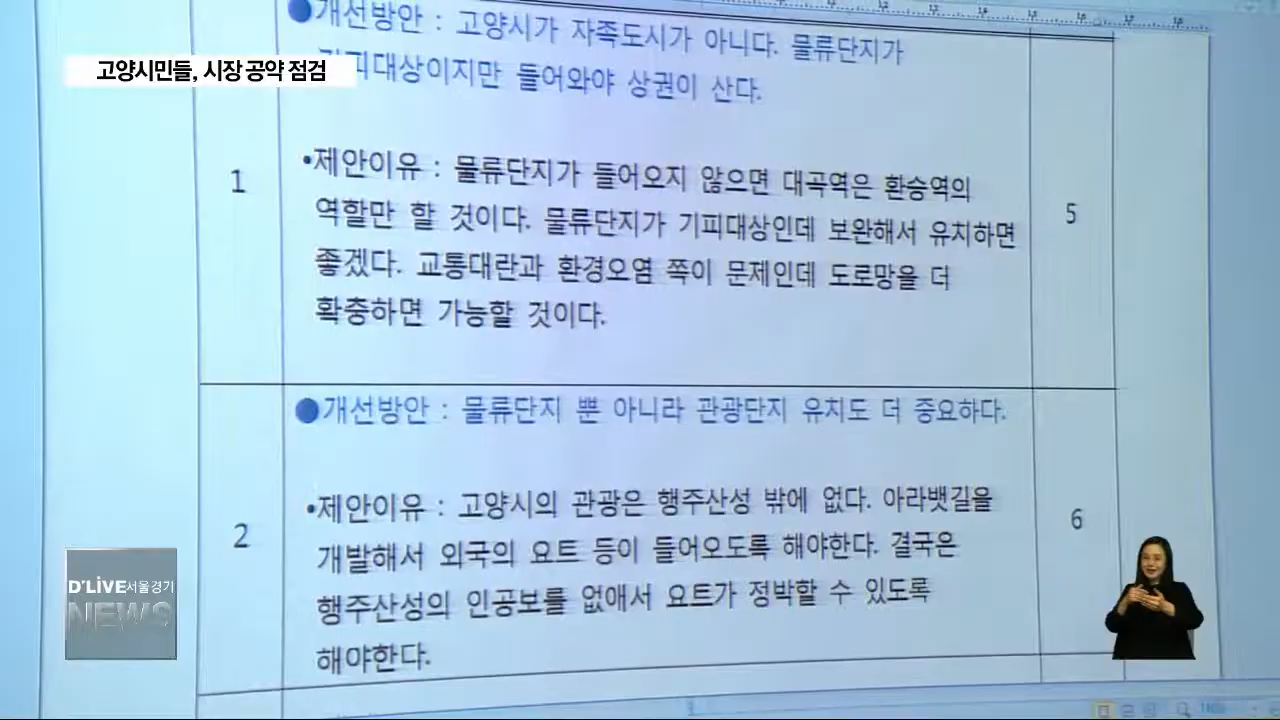 고양시민들, 시장 공약 점검
●개선방안 : 고양시가 자족도시가 아니다. 물류단지가
기피대상이지만 들어와야 상권이 산다.
1
•제안이유 : 물류단지가 들어오지 않으면 대곡역은 환승역의
역할만 할 것이다. 물류단지가 기피대상인데 보완해서 유치하면
좋겠다. 교통대란과 환경오염 쪽이 문제인데 도로망을 더
확충하면 가능할 것이다.
5
●개선방안 : 물류단지 뿐 아니라 관광단지 유치도 더 중요하다.
2
•제안이유 : 고양시의 관광은 행주산성 밖에 없다. 아라뱃길을
개발해서 외국의 요트 등이 들어오도록 해야한다. 결국은
행주산성의 인공보를 없애서 요트가 정박할 수 있도록
해야한다.
6
D'LIVE서울경기
NEWS